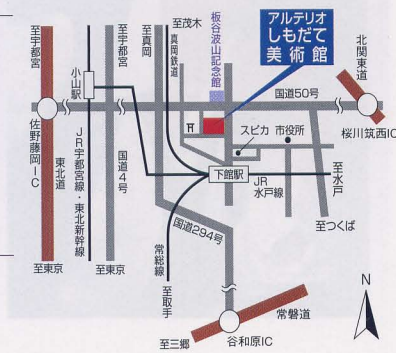 至宇都宮
至宇都宮
至真岡
至茂木
真岡鉄道
板谷波山記念館
アルテリオ
しもだて
美術館
北関東道
小山駅
国道50号
佐野藤岡IC
東北道
JR宇都宮線・東北新幹線
国道4号
スピカ
市役所
桜川筑西IC
下館駅
JR
水戸線
至水戸
至つくば
国道294号
常総線
至東京
至東京
至取手
常磐道
至三郷
谷和原IC
N